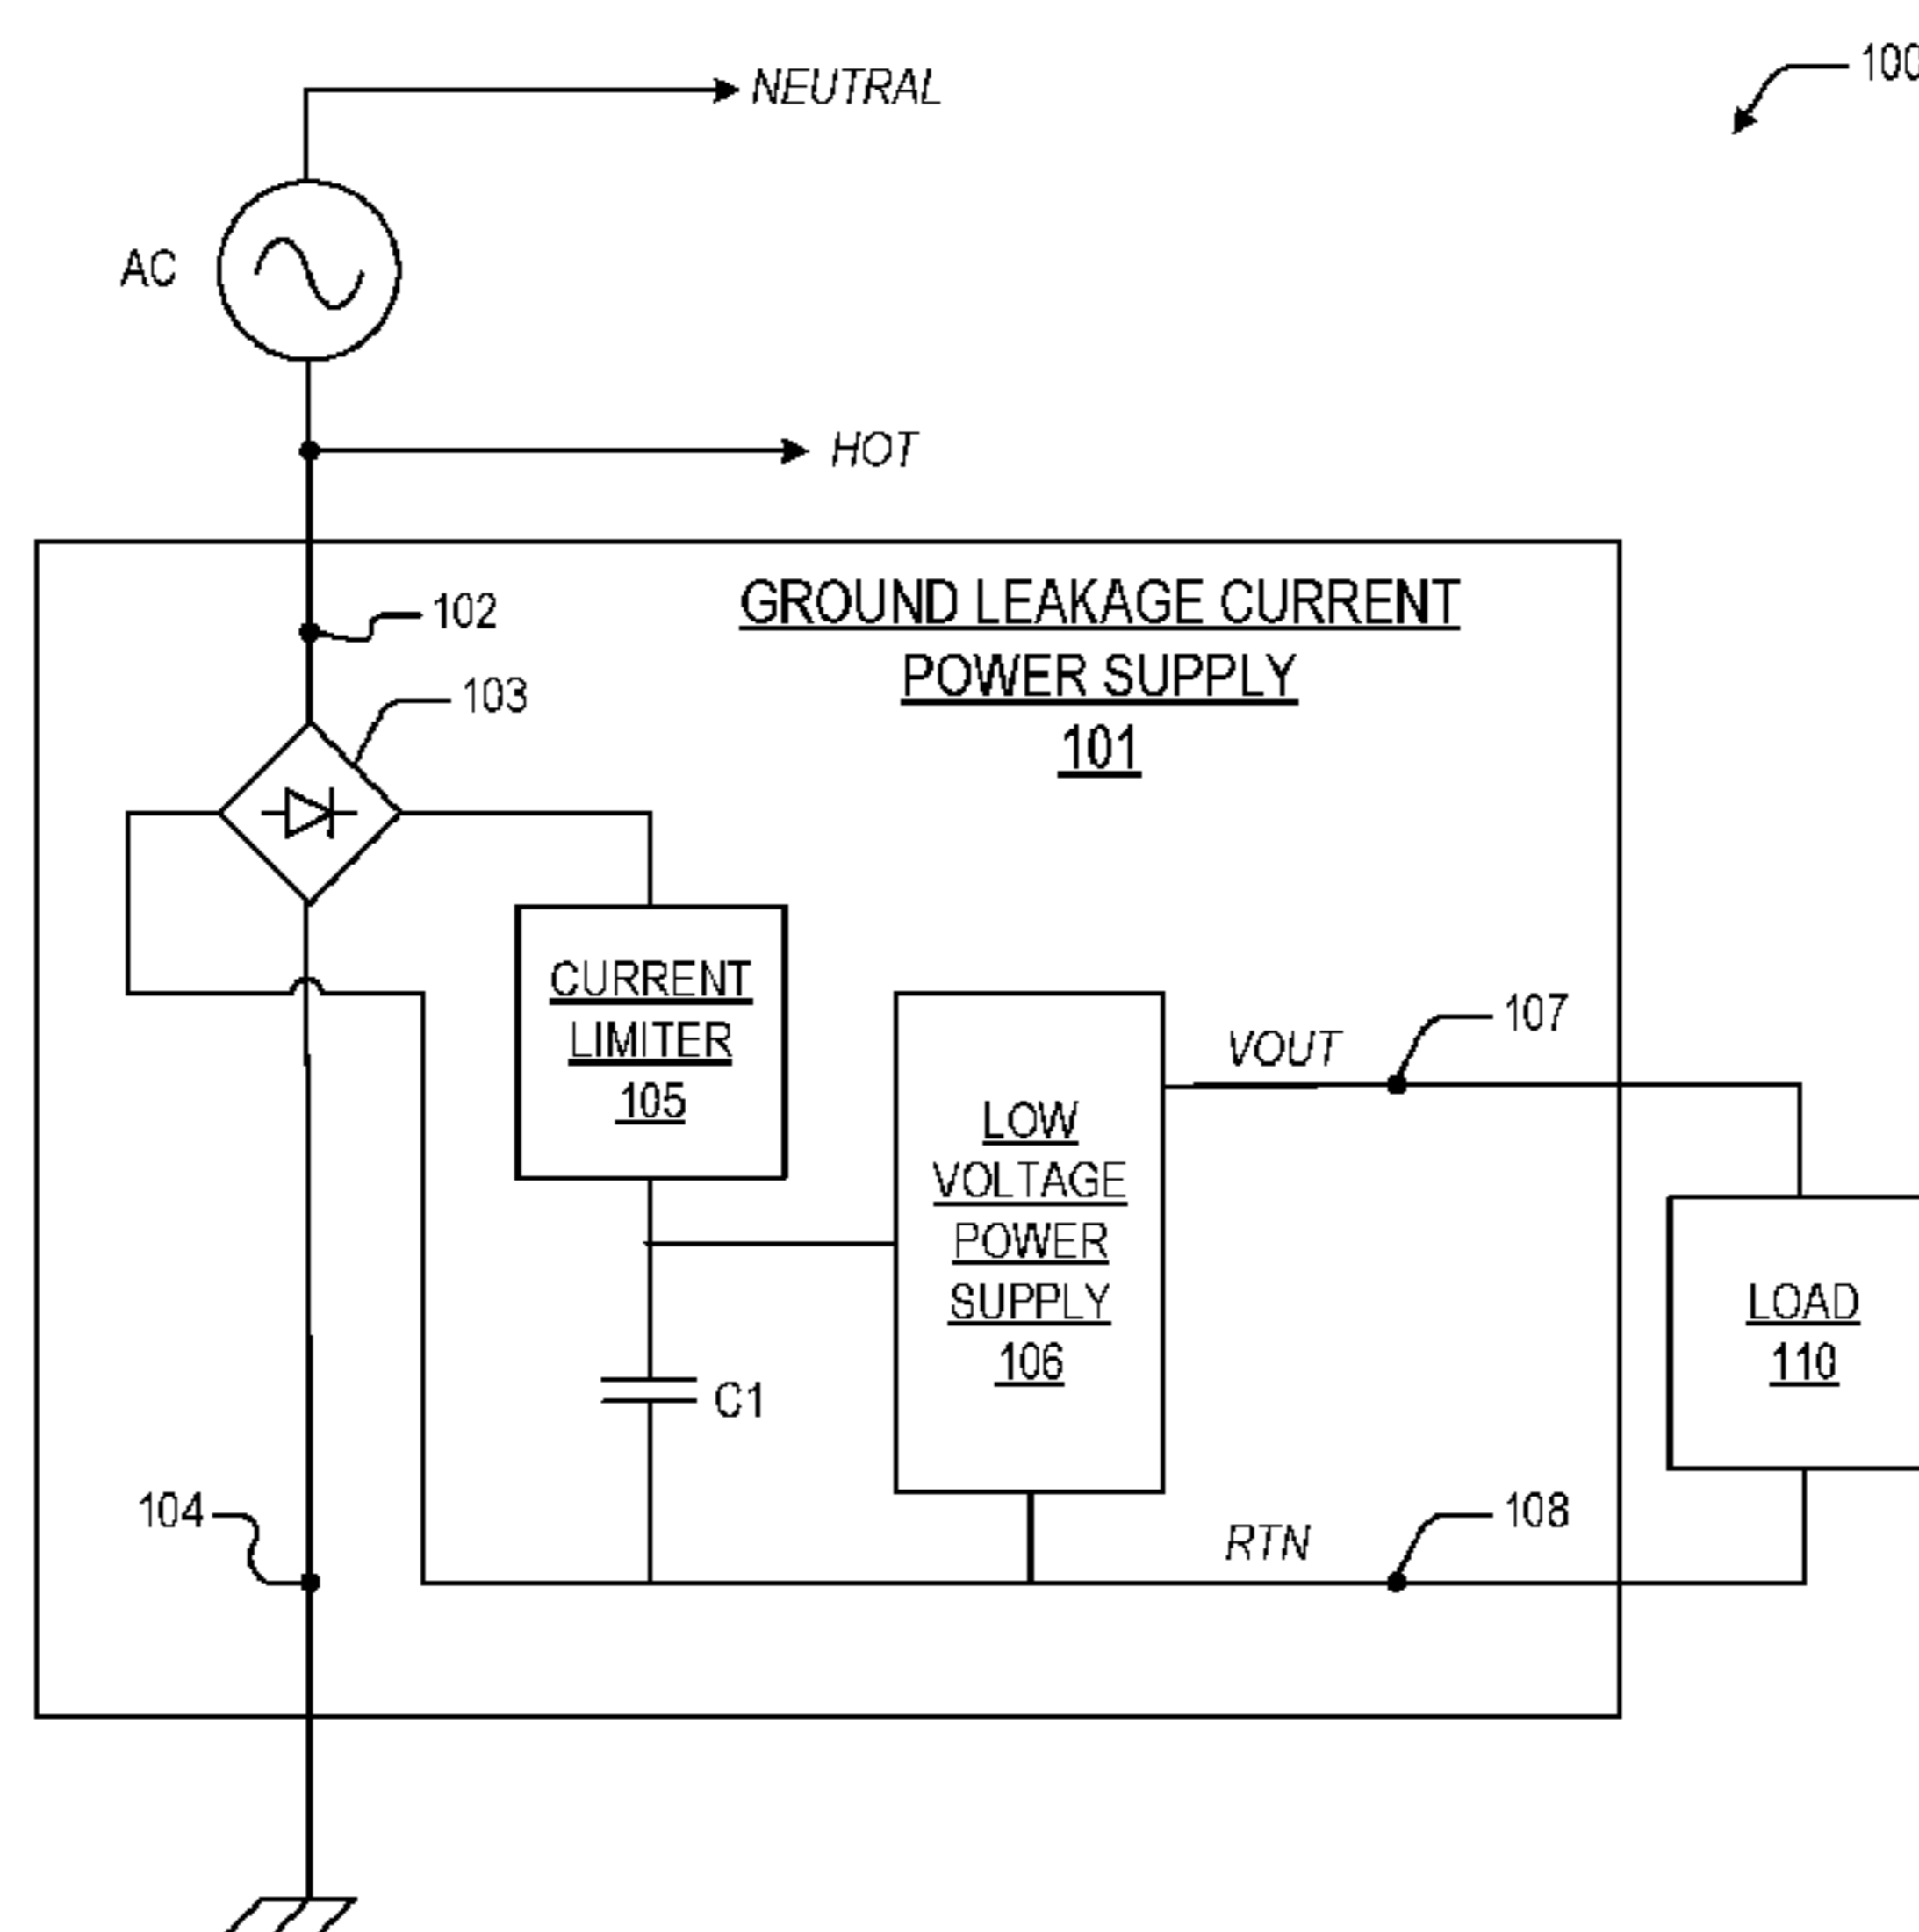 NEUTRAL
100
AC
HOT
GROUND LEAKAGE CURRENT
POWER SUPPLY
101
102
103
CURRENT
LIMITER
105
107
VOUT
LOW
VOLTAGE
POWER
SUPPLY
106
LOAD
110
C1
104
108
RTN